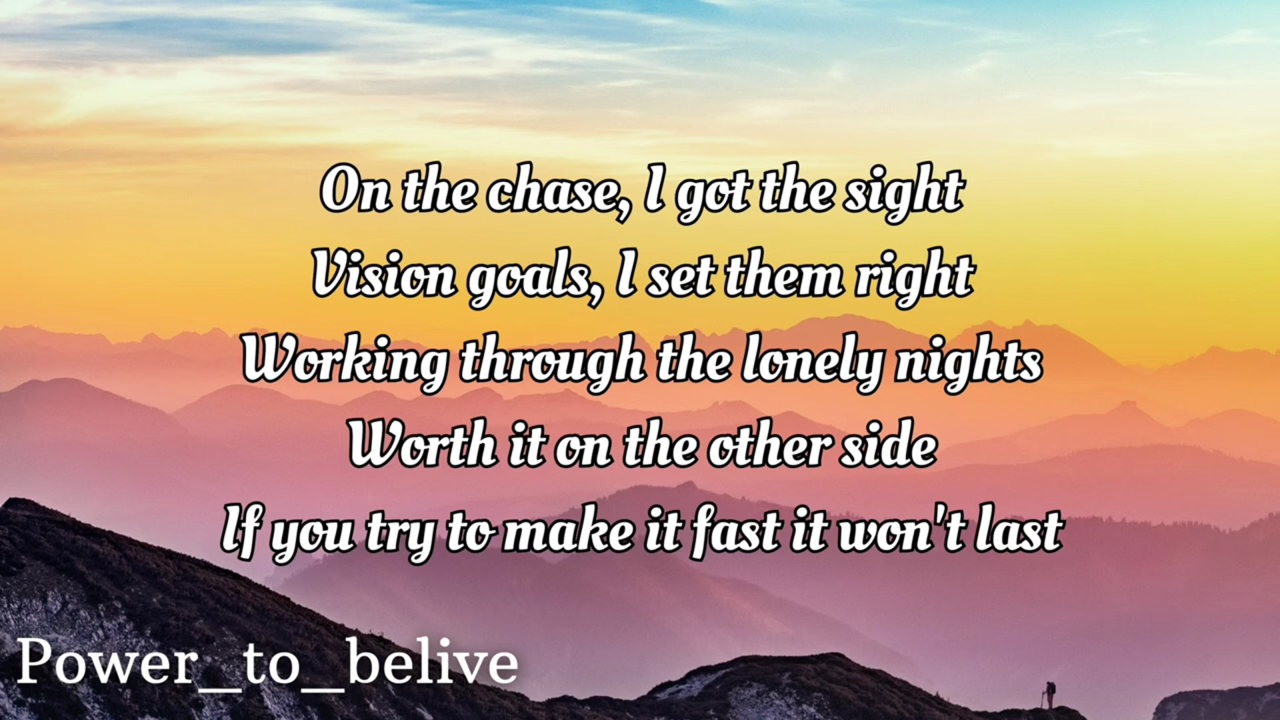 On the chase, I got the sight
Vision goals, I set them right
Working through the lonely nights
Worth it on the other side
If you try to make it fast it won't last
Power_to_belive